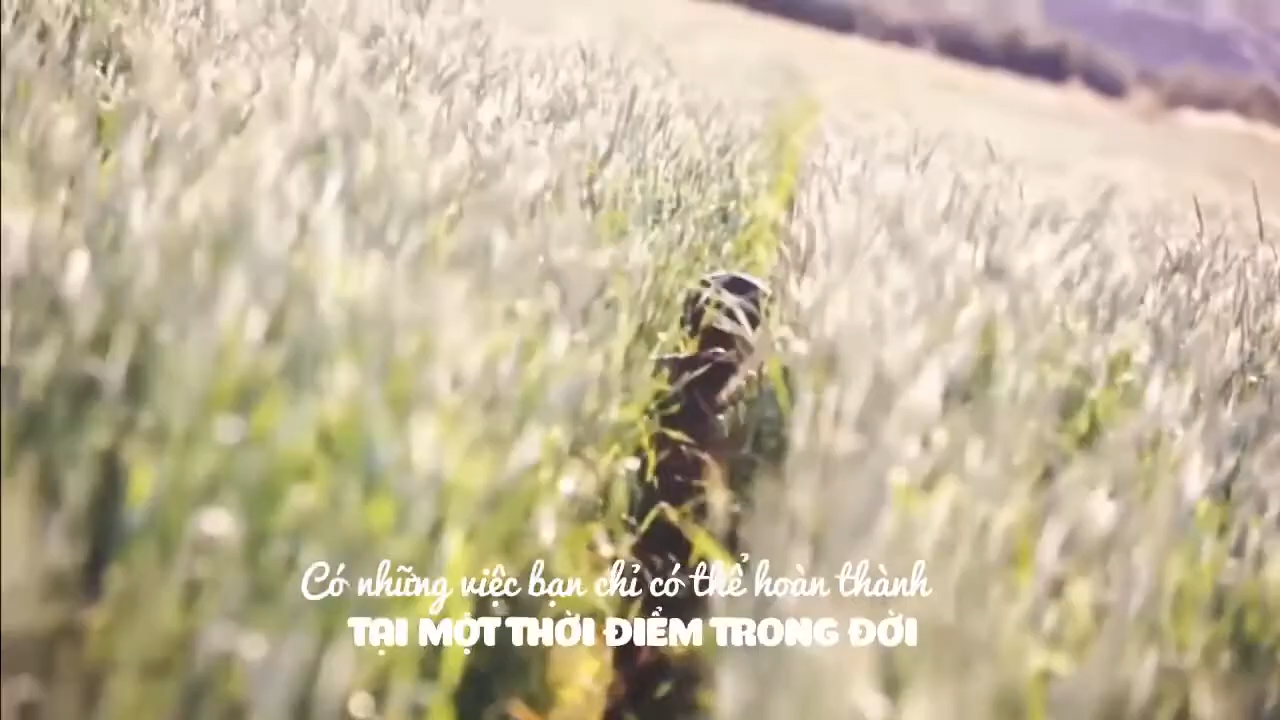 Có những việc bạn chỉ có thể hoàn thành
TẠI MỘT THỜI ĐIỂM TRONG ĐỜI